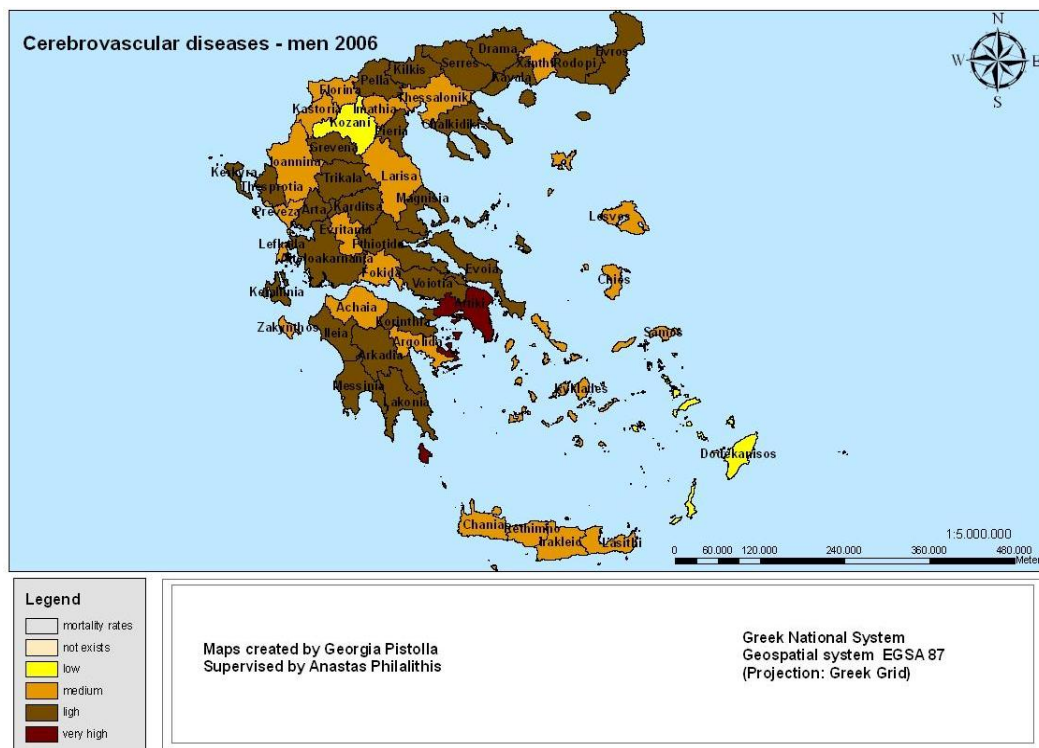 Cerebrovascular diseases - men 2006
N
W
E
S
Evros
Drama
Xanthi
Rodopi
Serres
Kilkis
Kavala
Pella
Florina
Thessaloniki
Kastoria
Imathia
Kozani
Chalkidiki
Pieria
Grevena
Ioannina
Kerkyra
Trikala
Larisa
Thesprotia
Magnisia
Karditsa
Preveza
Arta
Lesvos
Evritania
Lefkada
Fthiotida
Aitoloakarnania
Fokida
Evoia
Chios
Voiotia
Kefallinia
Attiki
Achaia
Korinthia
Zakynthos
Ileia
Samos
Argolida
Arkadia
Messinia
Kyklades
Lakonia
Dodekanisos
Chania
Rethimno
Irakleio
Lasithi
1:5.000.000
0
60.000
120.000
240.000
360.000
480.000
Meters
Legend
mortality rates
not exists
low
medium
ligh
very high
Maps created by Georgia Pistolla
Supervised by Anastas Philalithis
Greek National System
Geospatial system EGSA 87
(Projection: Greek Grid)